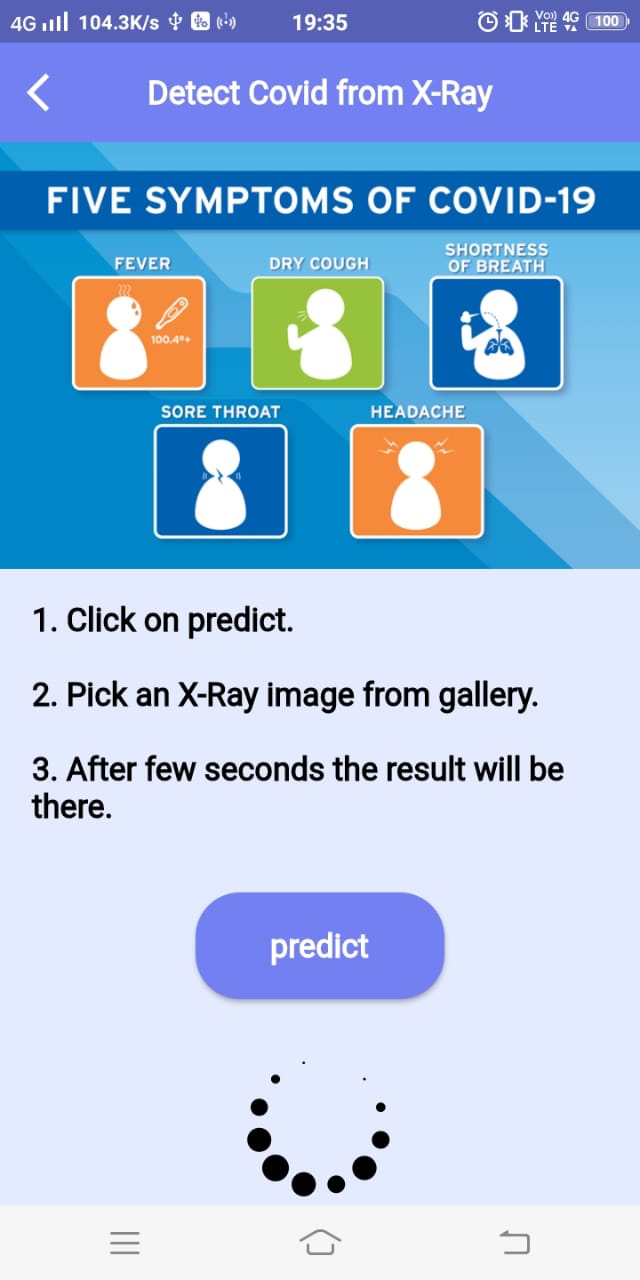 4G 104.3K/s 19:35 Vo)) LTE 4G 100
Detect Covid from X-Ray
FIVE SYMPTOMS OF COVID-19
FEVER
DRY COUGH
SHORTNESS
OF BREATH
100.4º+
SORE THROAT
HEADACHE
1. Click on predict.
2. Pick an X-Ray image from gallery.
3. After few seconds the result will be
there.
predict